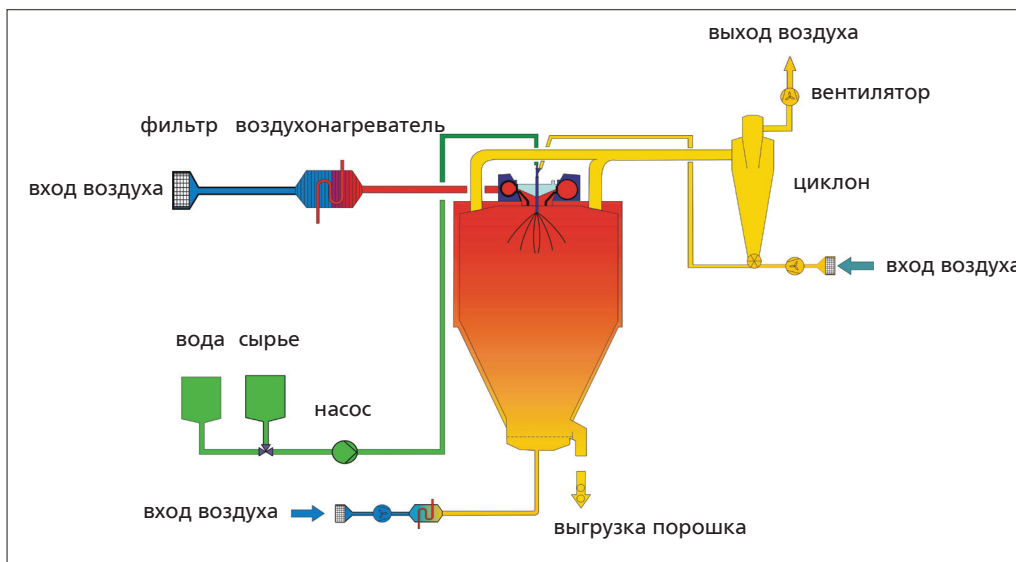 выход воздуха
вентилятор
фильтр воздухонагреватель
вход воздуха
циклон
вход воздуха
вода сырье
насос
вход воздуха
выгрузка порошка